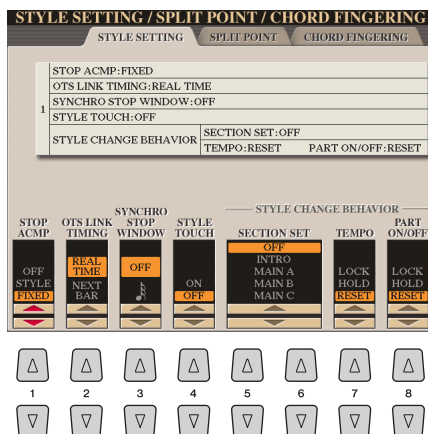 STYLE SETTING / SPLIT POINT / CHORD FINGERING
STYLE SETTING SPLIT POINT CHORD FINGERING
1
STOP ACMP:FIXED
OTS LINK TIMING:REAL TIME
SYNCHRO STOP WINDOW:OFF
STYLE TOUCH:OFF
STYLE CHANGE BEHAVIOR
SECTION SET:OFF
TEMPO:RESET PART ON/OFF:RESET
STYLE CHANGE BEHAVIOR
STOP
ACMP
OFF
STYLE
FIXED
OTS LINK
TIMING
REAL
TIME
NEXT
BAR
SYNCHRO
STOP
WINDOW
OFF
STYLE
TOUCH
ON
OFF
SECTION SET
OFF
INTRO
MAIN A
MAIN B
MAIN C
TEMPO
LOCK
HOLD
RESET
PART
ON/OFF
LOCK
HOLD
RESET
1 2 3 4 5 6 7 8